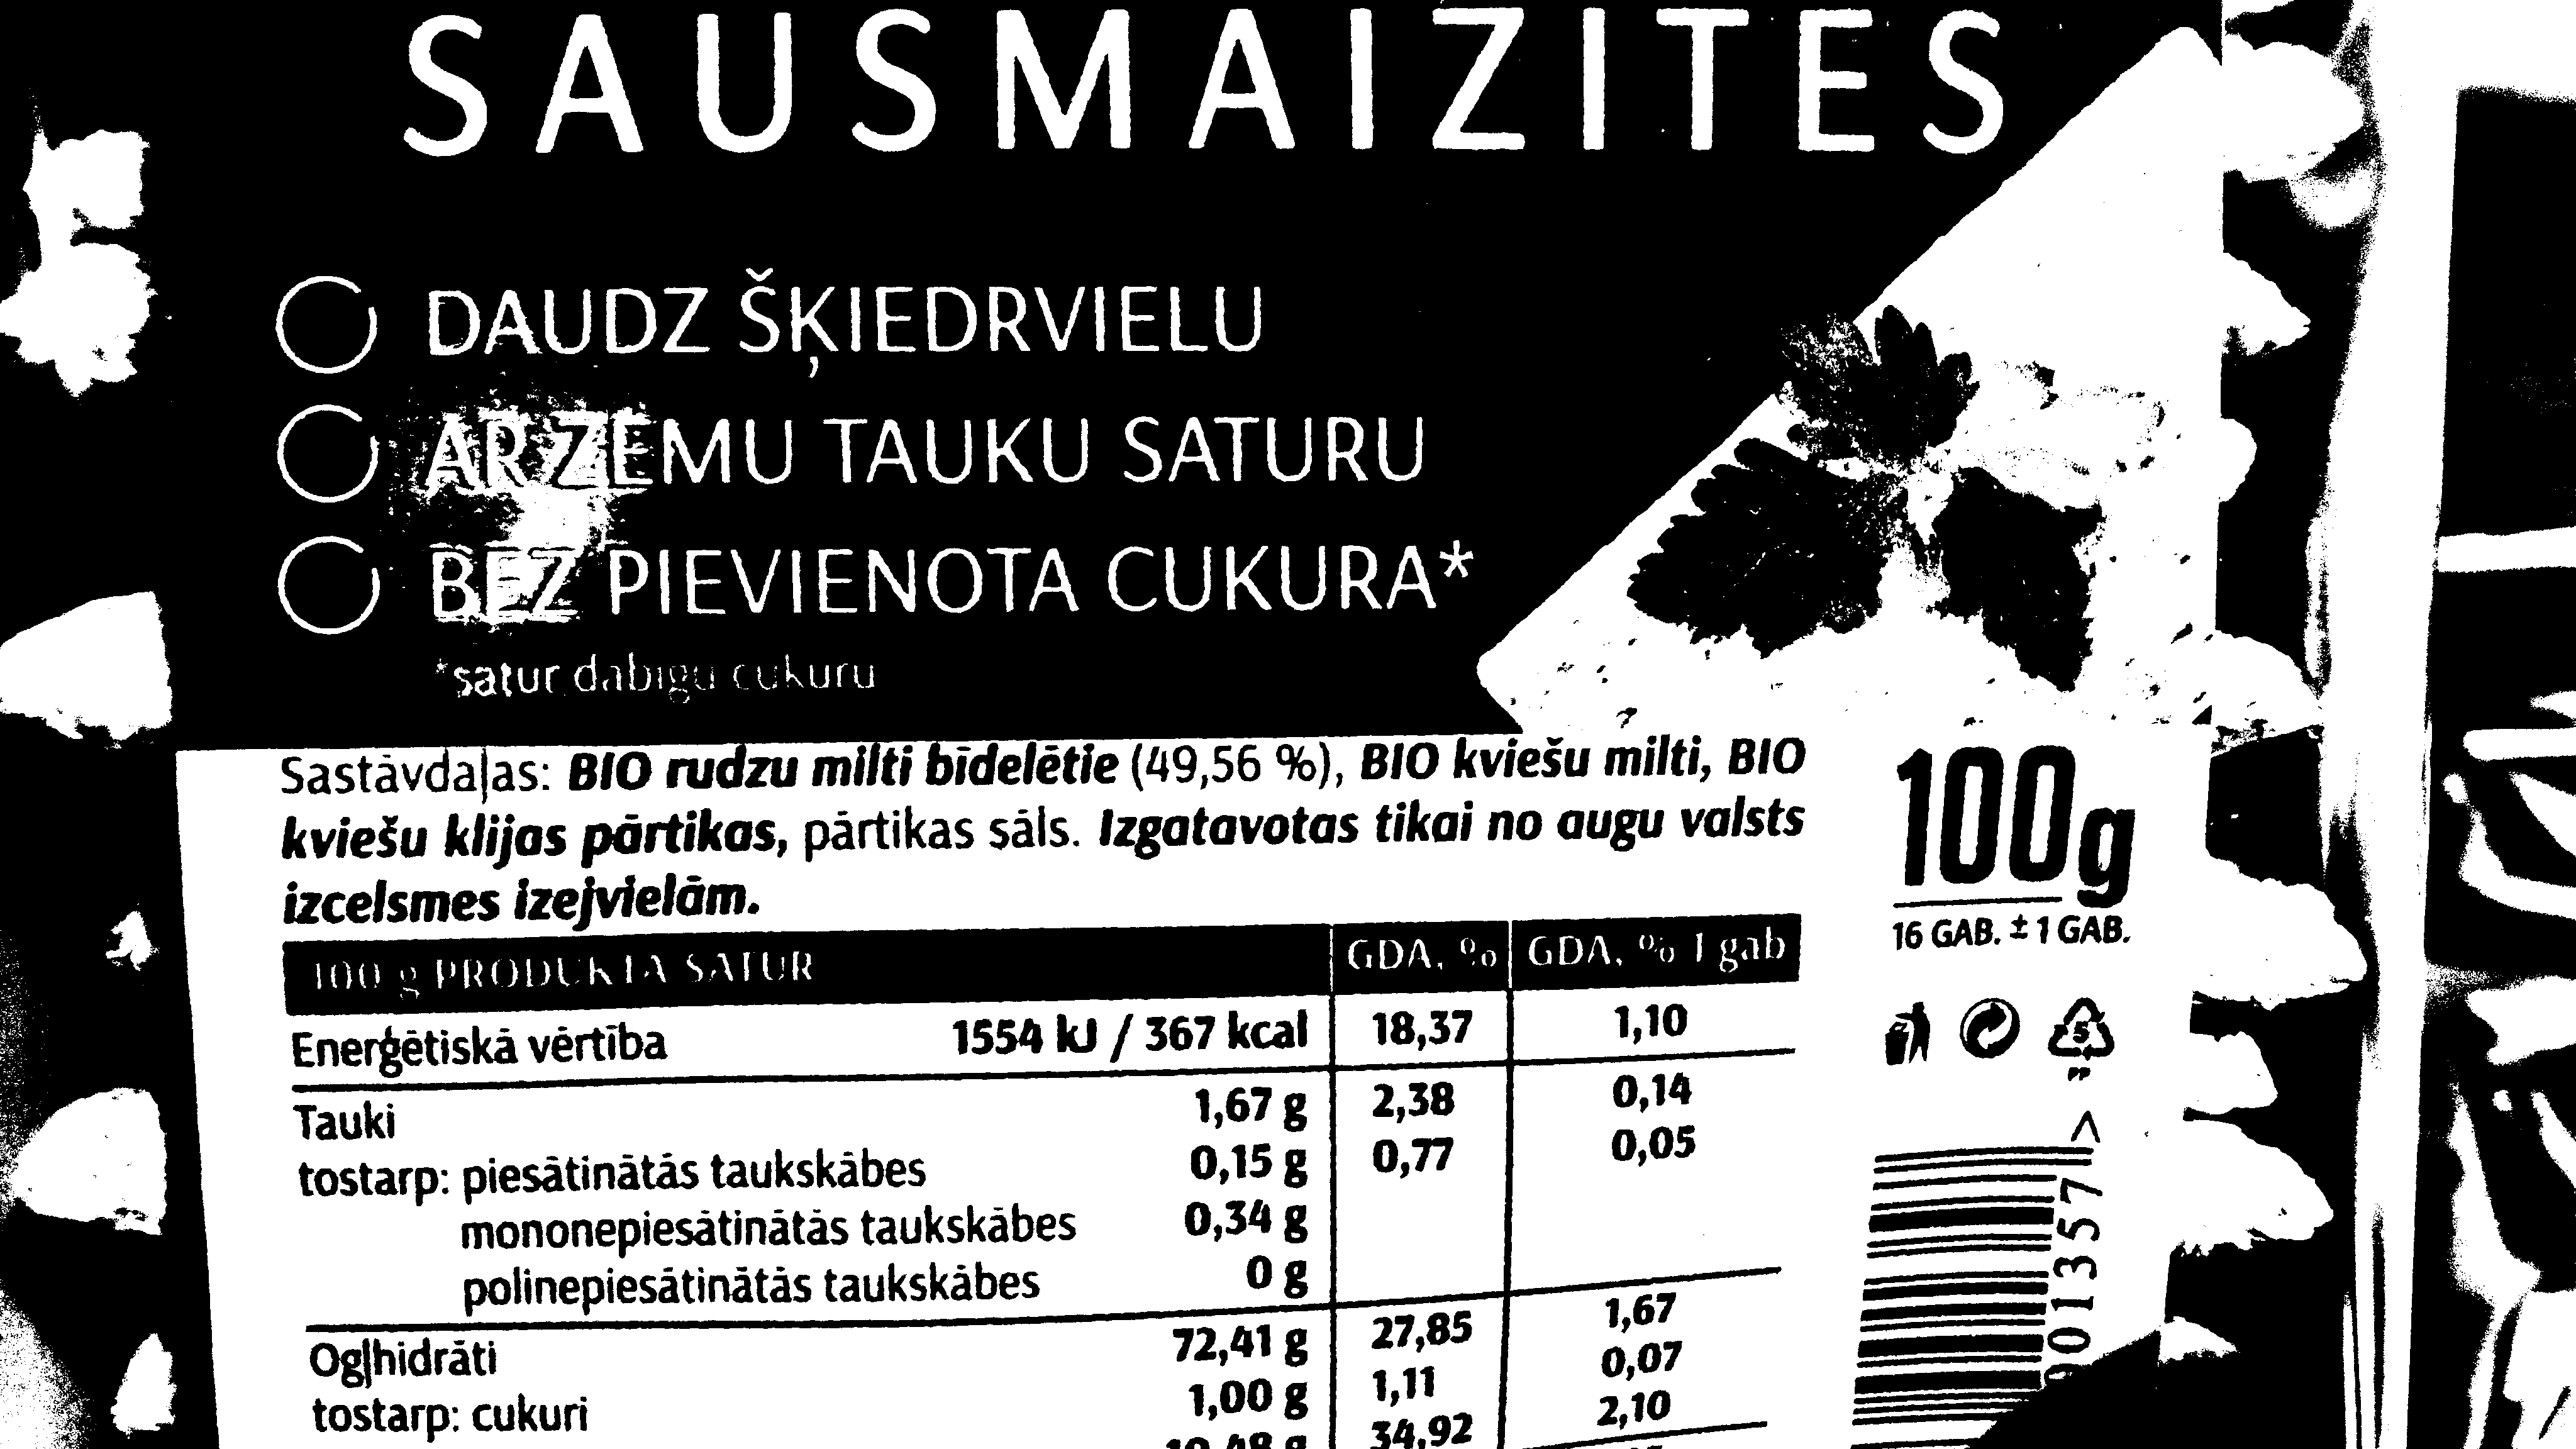 SAUSMAIZITES
DAUDZ ŠĶIEDRVIELU
AR ZEMU TAUKU SATURU
BEZ PIEVIENOTA CUKURA*
*satur dabigu cukuru
Sastāvdaļas: BIO rudzu milti bīdelētie (49,56 %), BIO kviešu milti, BIO
kviešu klijas pārtikas, pārtikas sāls. Izgatavotas tikai no augu valsts
izcelsmes izejvielām.
100 g PRODUKTA SATUR GDA, % GDA, % 1 gab
Enerģētiskā vērtība 1554 kJ / 367 kcal 18,37 1,10
Tauki 1,67 g 2,38 0,14
tostarp: piesātinātās taukskābes 0,15 g 0,77 0,05
mononepiesātinātās taukskābes 0,34 g
polinepiesātinātās taukskābes 0 g
Ogļhidrāti 72,41 g 27,85 1,67
tostarp: cukuri 1,00 g 1,11 0,07
34,92 2,10
100g
16 GAB. ± 1 GAB.
5
PP
001357 >